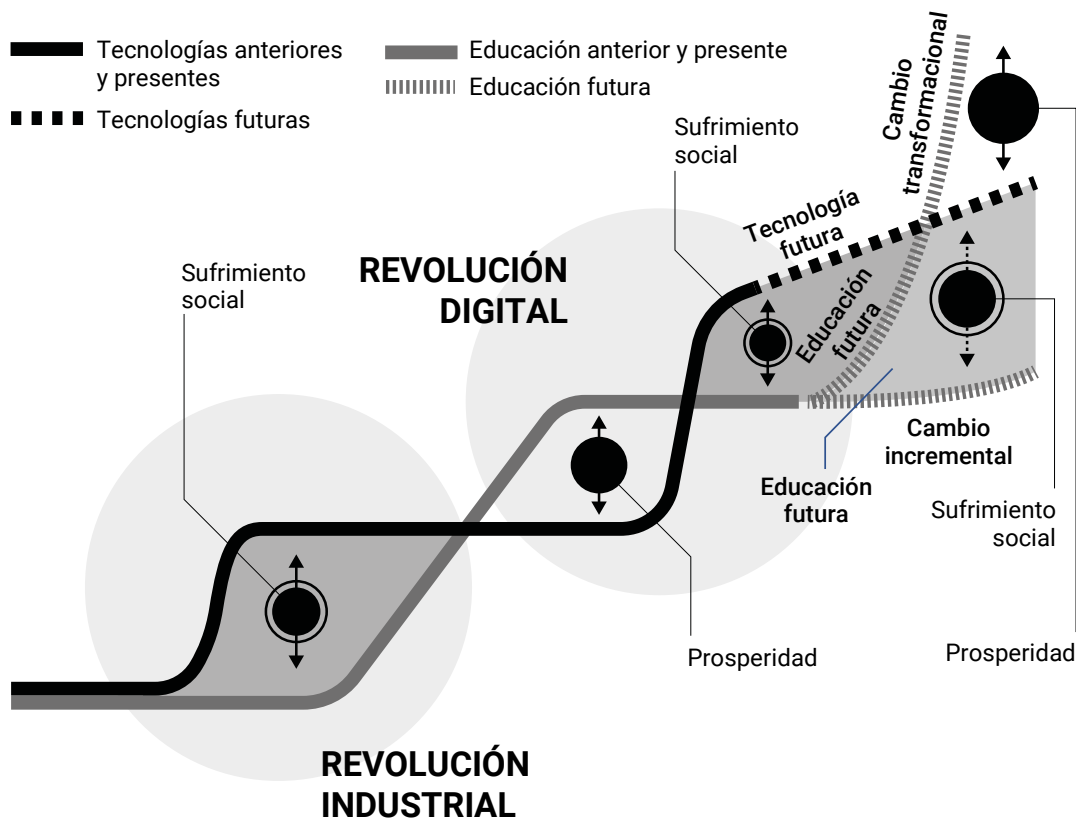 Tecnologías anteriores
y presentes
Tecnologías futuras
Educación anterior y presente
Educación futura
Sufrimiento
social
REVOLUCIÓN
DIGITAL
Sufrimiento
social
Tecnología
futura
Educación
futura
Cambio
transformacional
Cambio
incremental
Educación
futura
Sufrimiento
social
Prosperidad
Prosperidad
REVOLUCIÓN
INDUSTRIAL